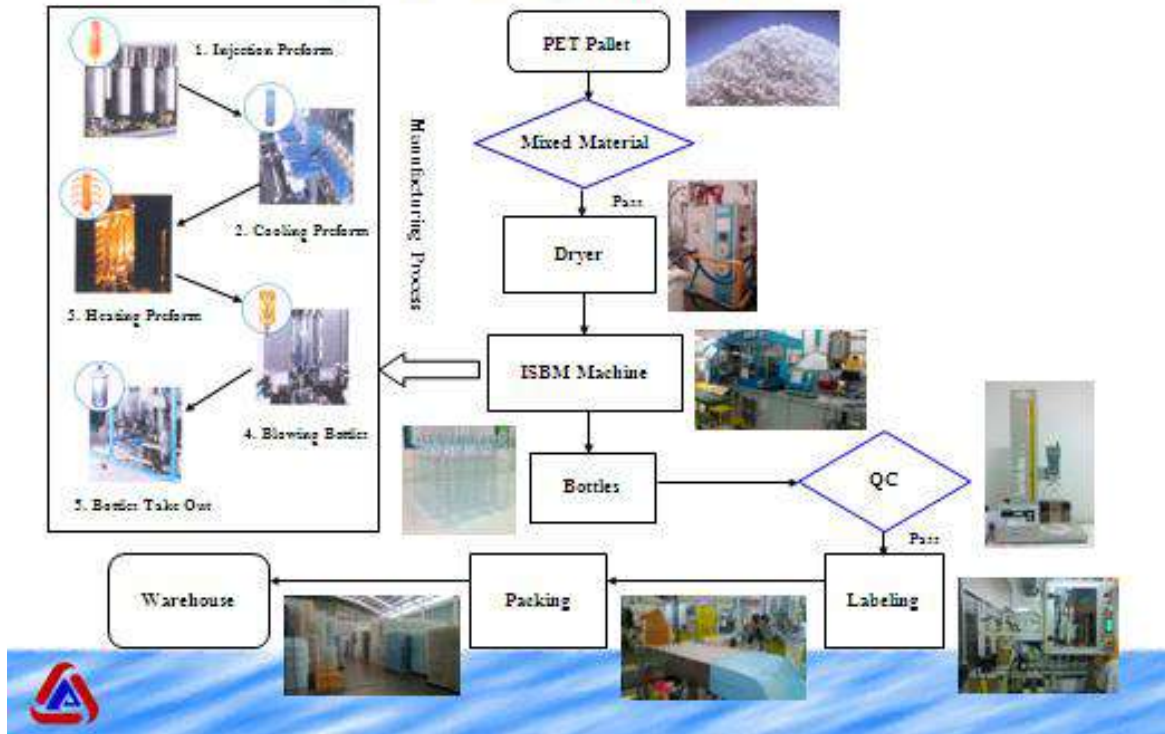 1. Injection Preform
2. Cooling Preform
3. Heating Preform
4. Blowing Bottles
5. Bottles Take Out
Manufacturing Process
PET Pallet
Mixed Material
Pass
Dryer
ISBM Machine
Bottles
QC
Pass
Labeling
Packing
Warehouse